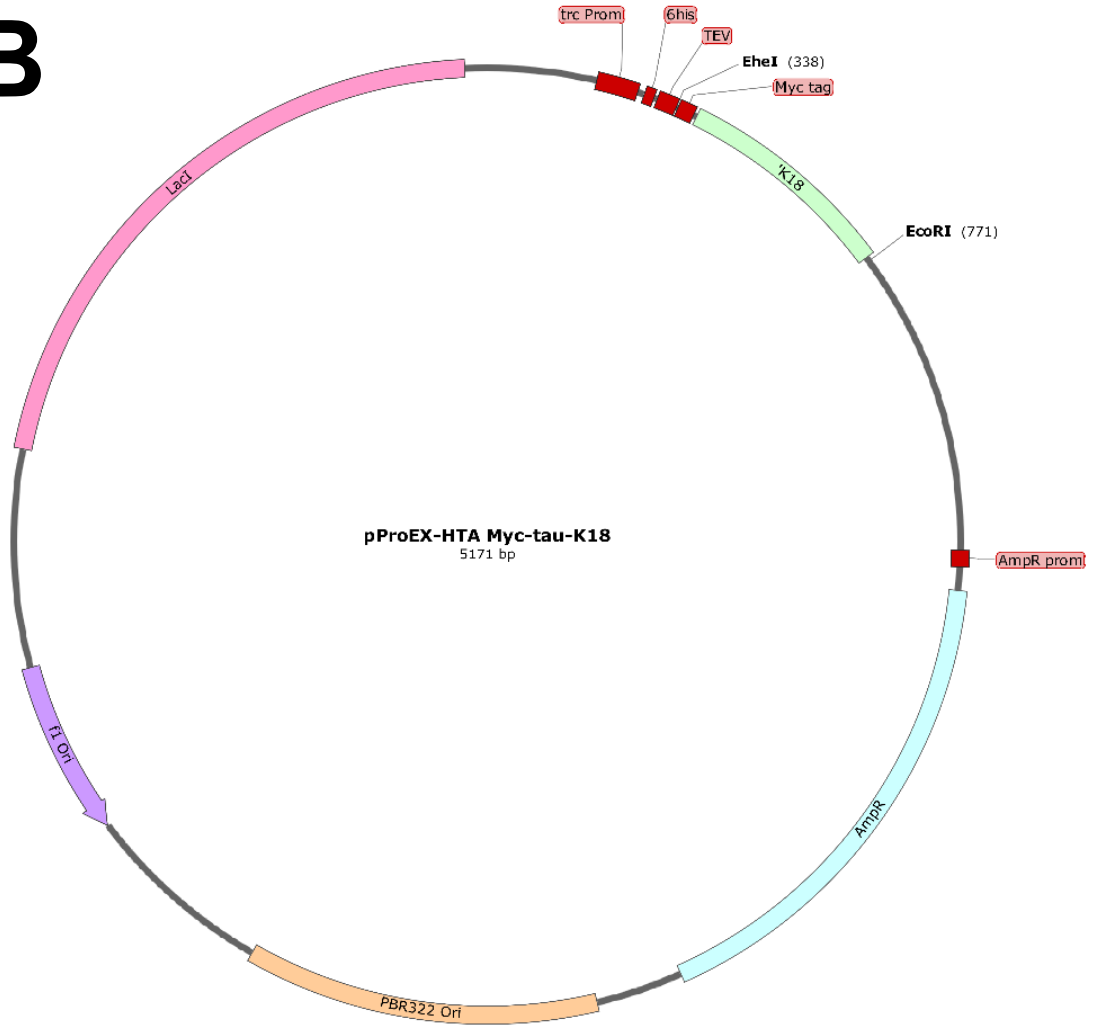 B
trc Prom
6his
TEV
EheI (338)
Myc tag
LacI
'K18
EcoRI (771)
pProEX-HTA Myc-tau-K18
5171 bp
AmpR prom
f1 Ori
AmpR
PBR322 Ori